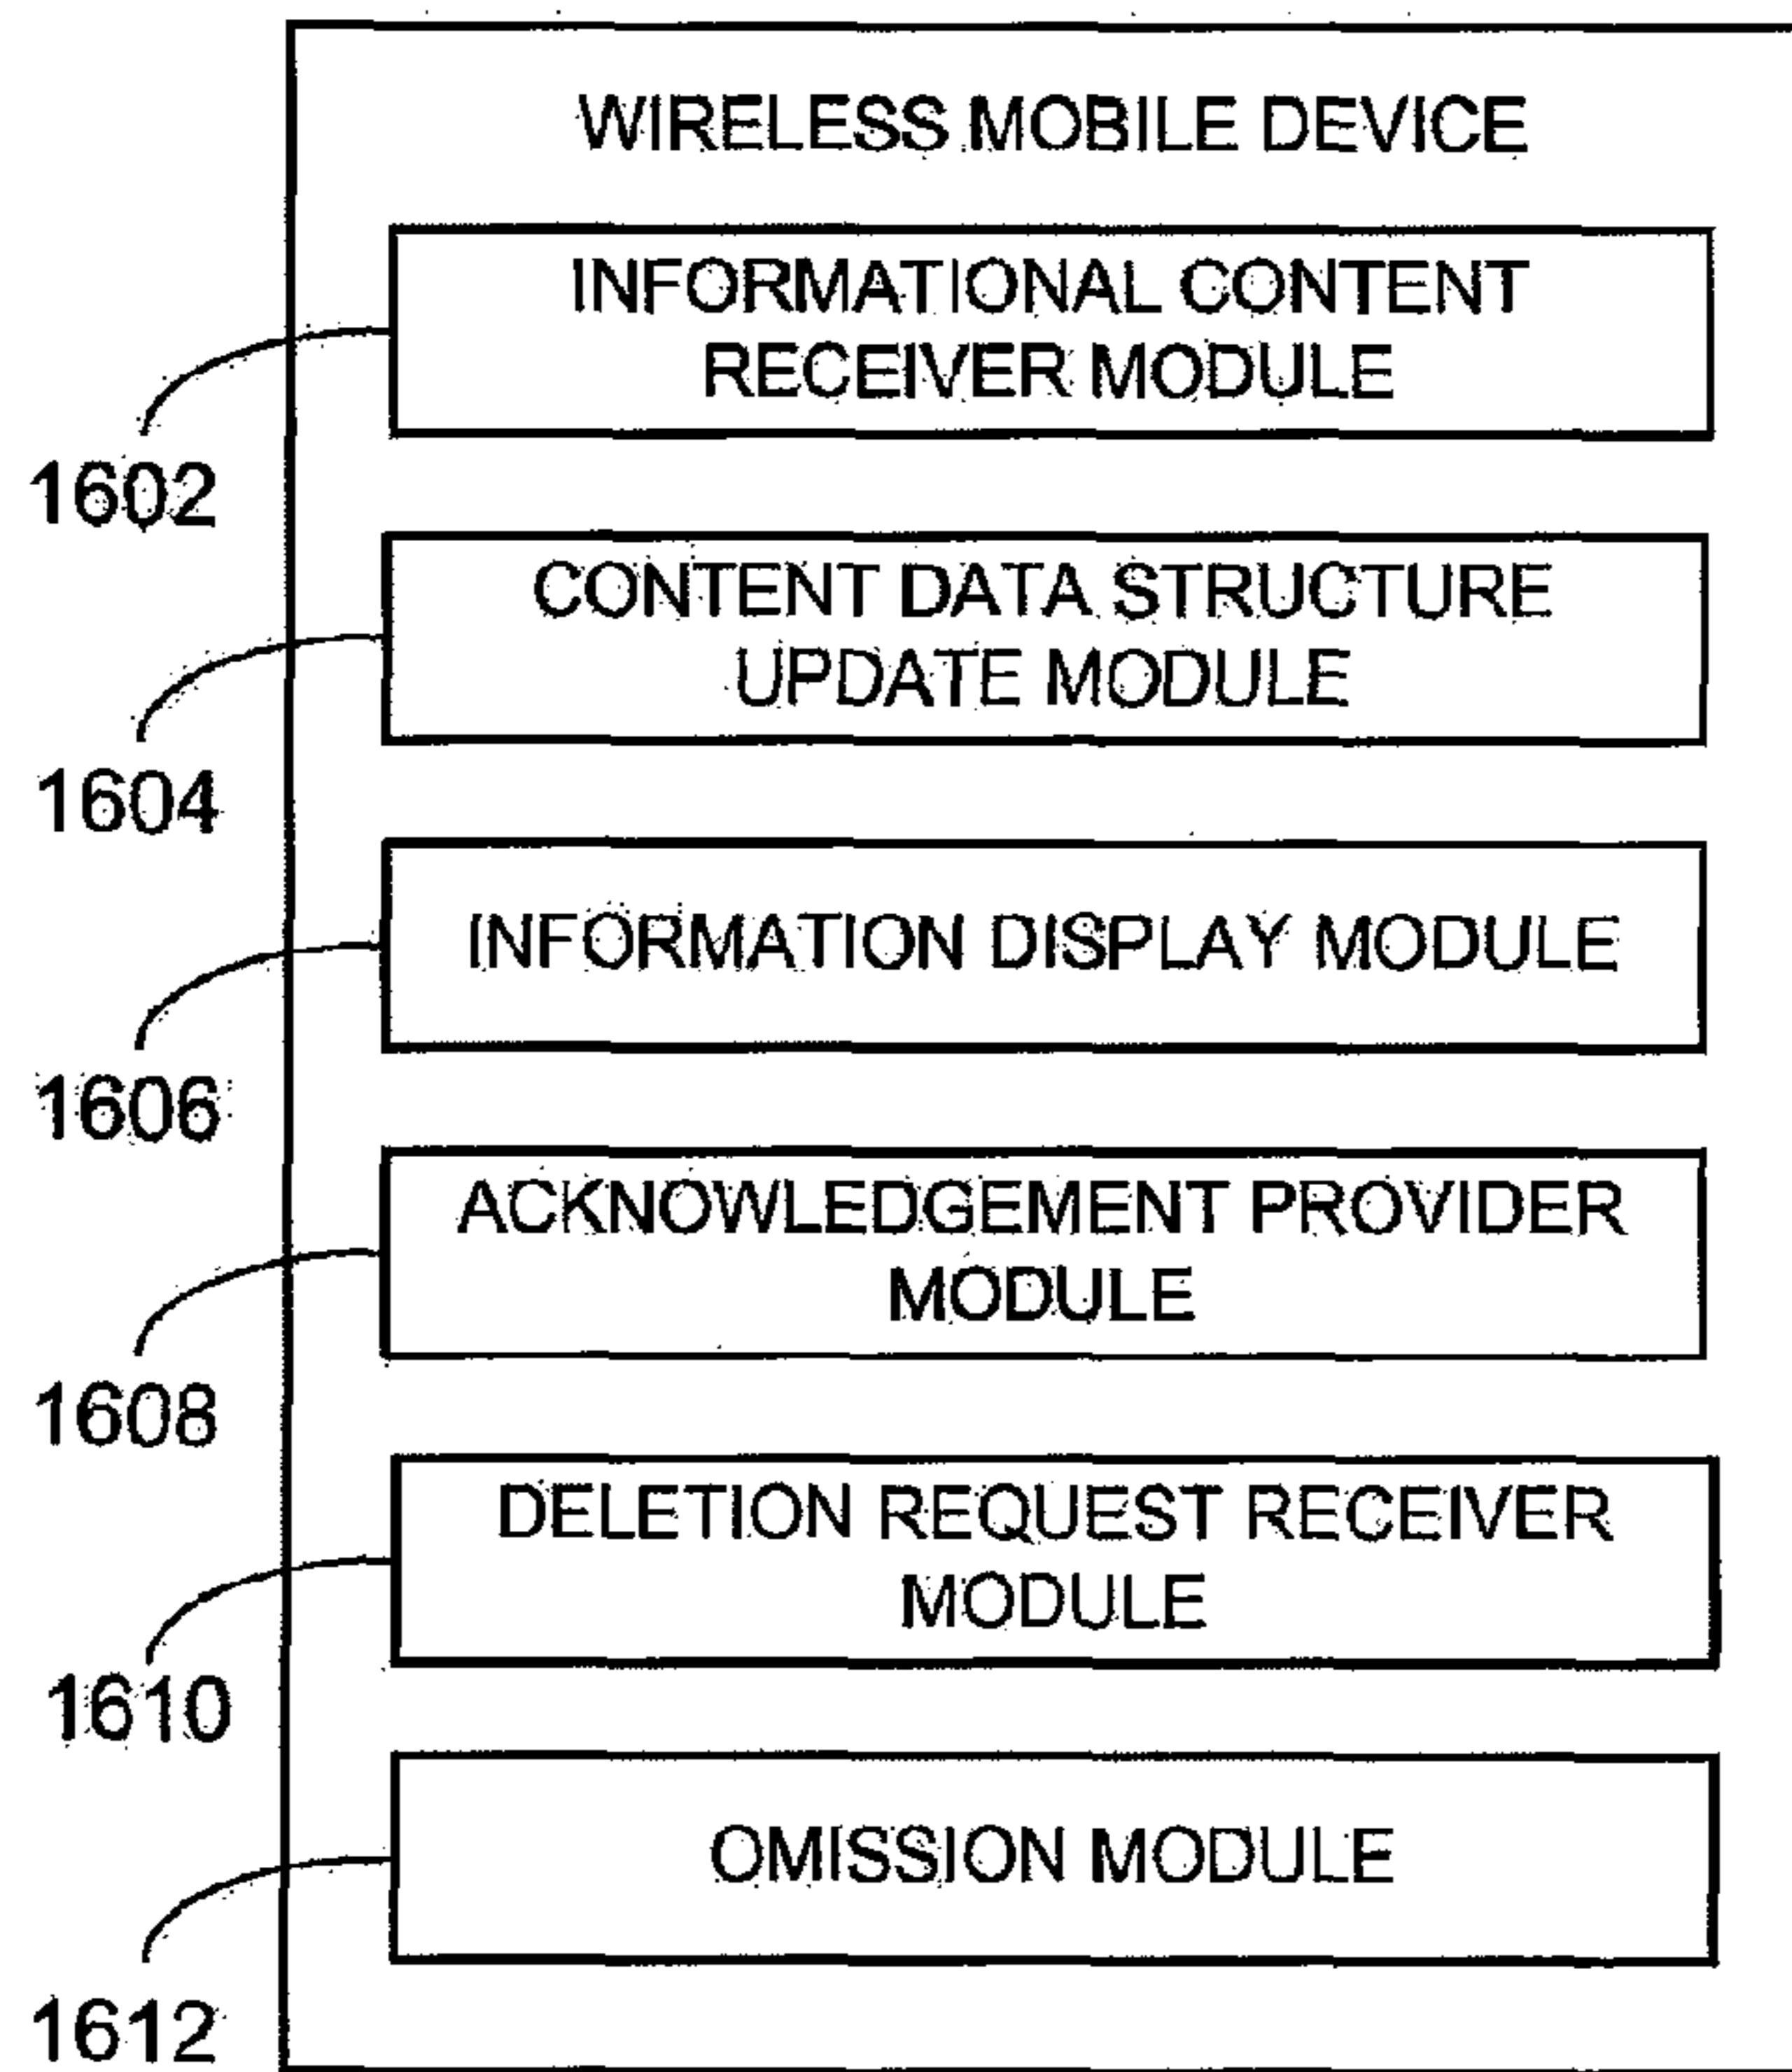 WIRELESS MOBILE DEVICE
INFORMATIONAL CONTENT
RECEIVER MODULE
1602
CONTENT DATA STRUCTURE
UPDATE MODULE
1604
INFORMATION DISPLAY MODULE
1606
ACKNOWLEDGEMENT PROVIDER
MODULE
1608
DELETION REQUEST RECEIVER
MODULE
1610
OMISSION MODULE
1612